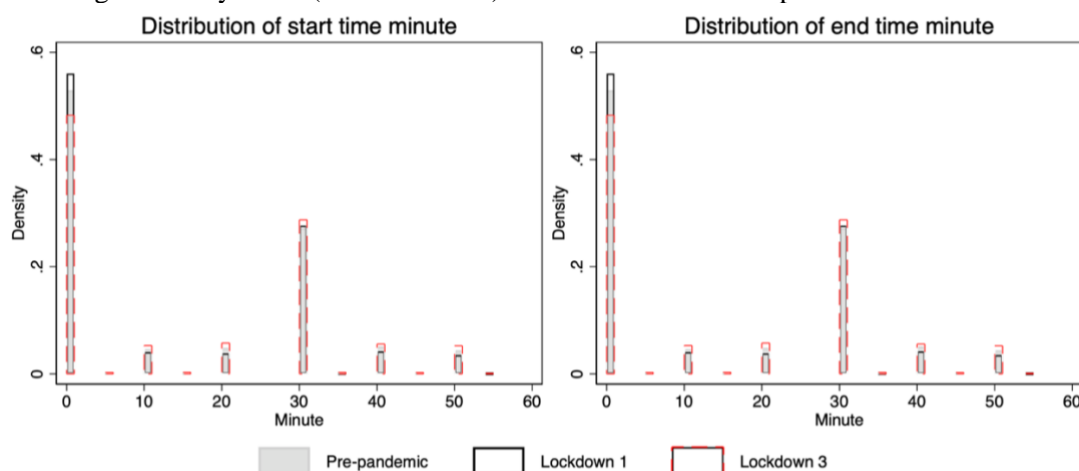 Distribution of start time minute
Distribution of end time minute
.6
.4
.2
0
Density
0 10 20 30 40 50 60
Minute
.6
.4
.2
0
Density
0 10 20 30 40 50 60
Minute
Pre-pandemic Lockdown 1 Lockdown 3